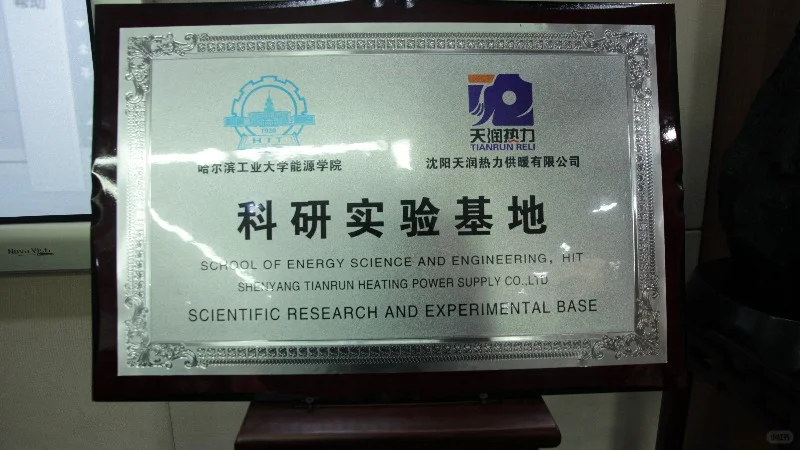 1920
HIT
天润热力
TIANRUN RELI
哈尔滨工业大学能源学院
沈阳天润热力供暖有限公司
科研实验基地
SCHOOL OF ENERGY SCIENCE AND ENGINEERING, HIT
SHENYANG TIANRUN HEATING POWER SUPPLY CO.,LTD
SCIENTIFIC RESEARCH AND EXPERIMENTAL BASE